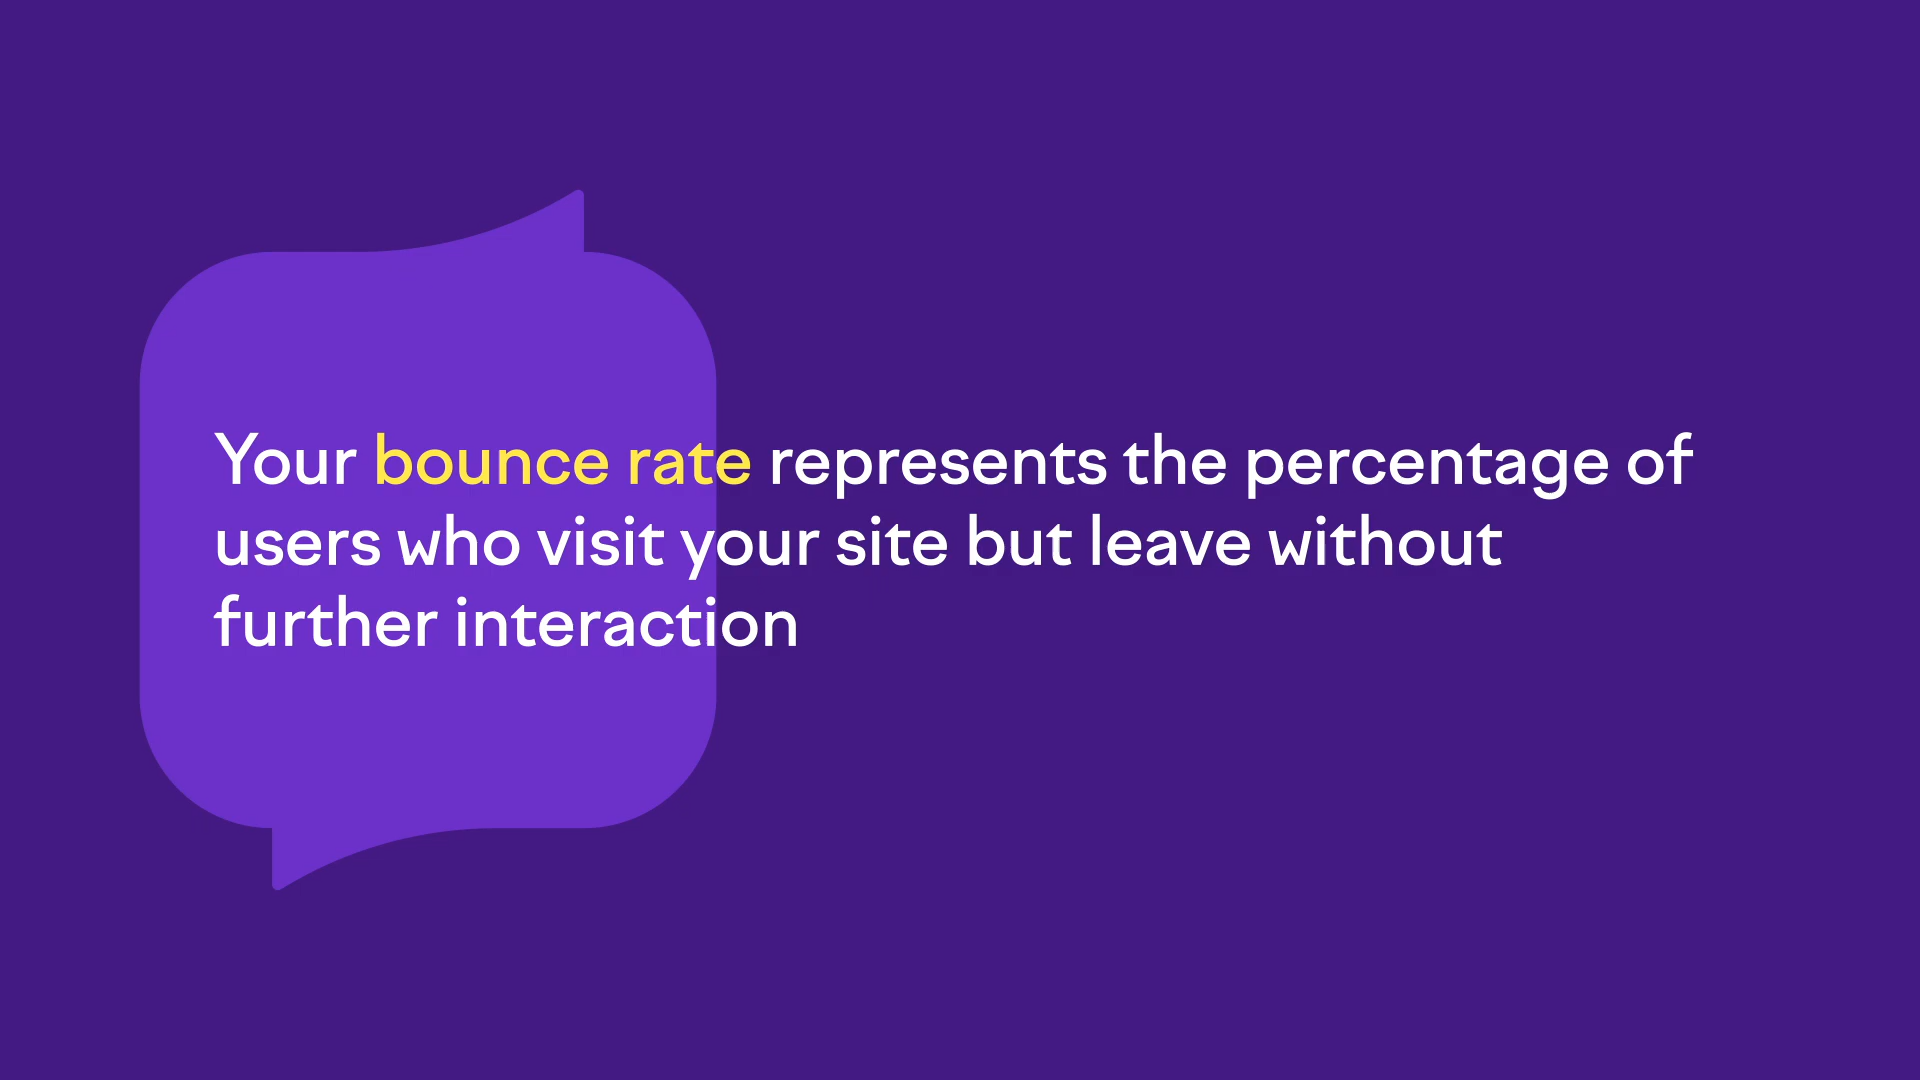 Your bounce rate represents the percentage of
users who visit your site but leave without
further interaction